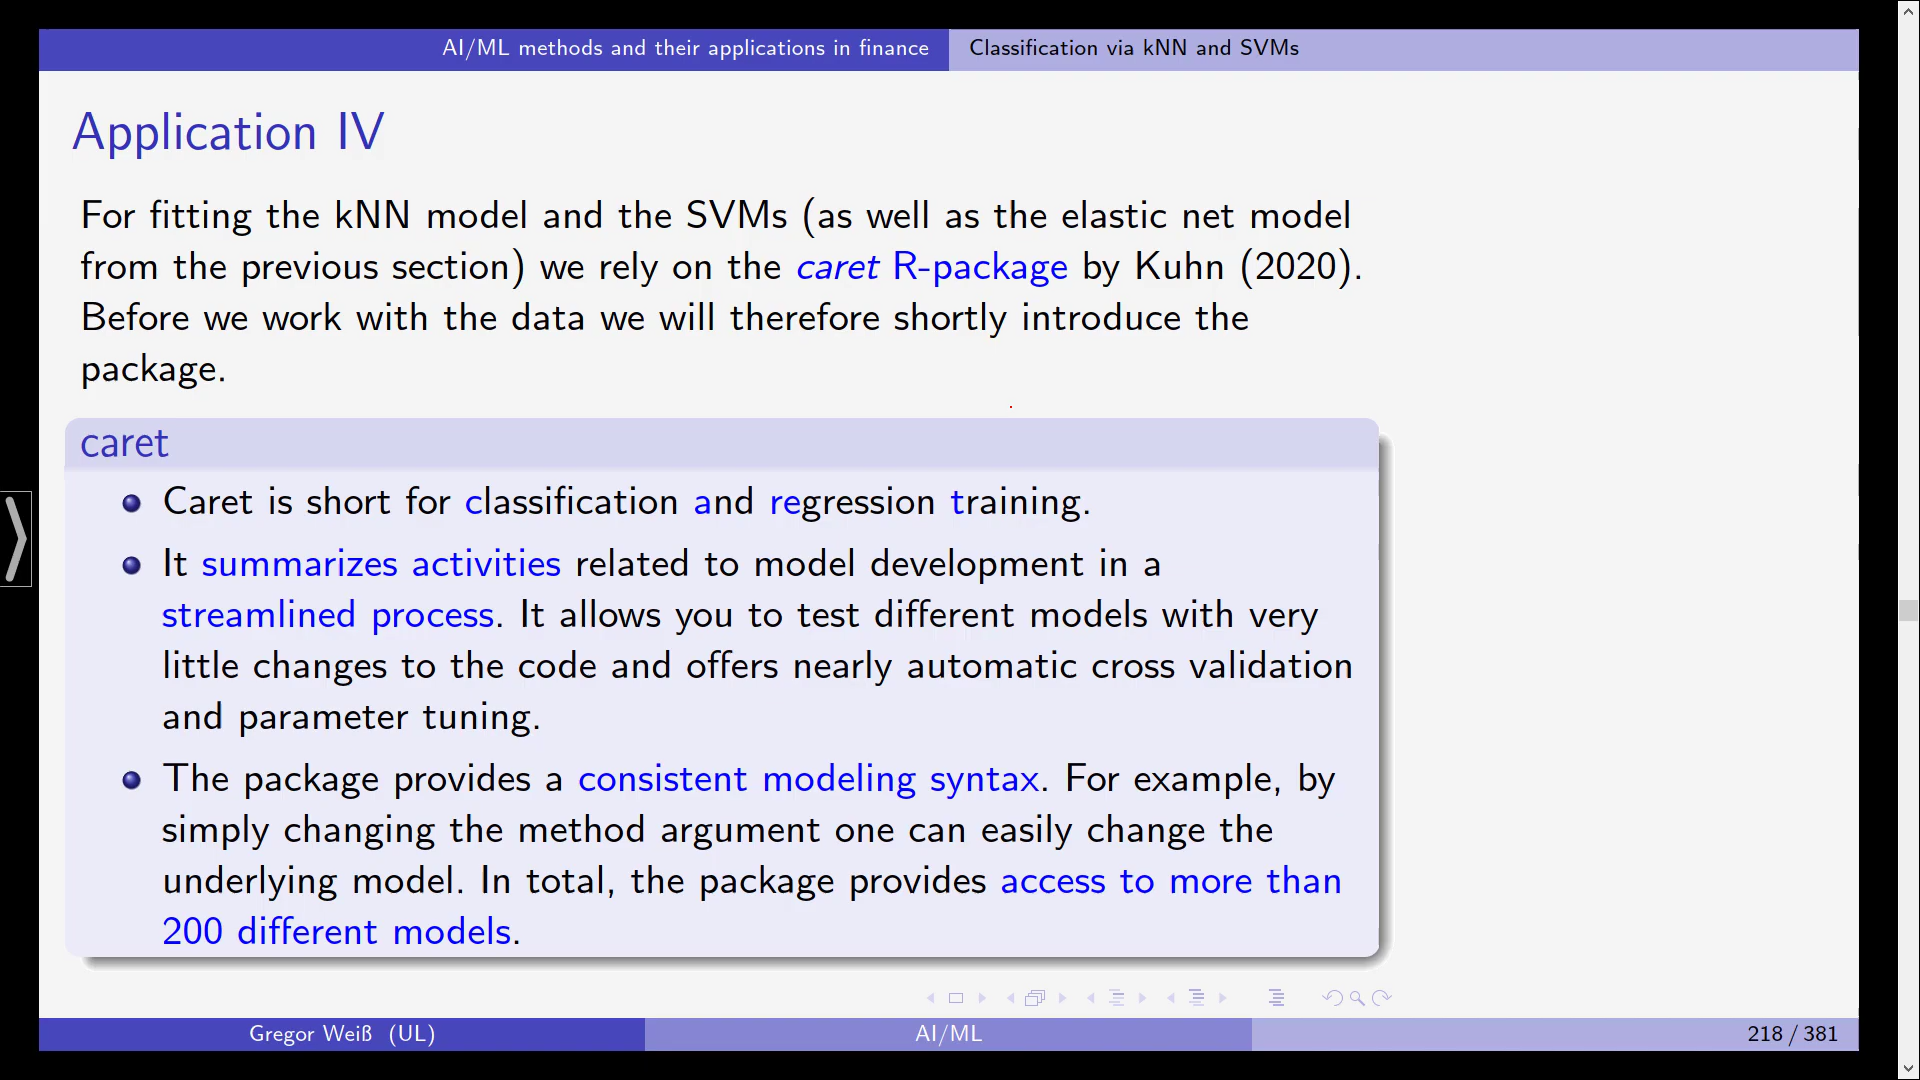 AI/ML methods and their applications in finance
Classification via kNN and SVMs
Application IV
For fitting the kNN model and the SVMs (as well as the elastic net model
from the previous section) we rely on the caret R-package by Kuhn (2020).
Before we work with the data we will therefore shortly introduce the
package.
caret
Caret is short for classification and regression training.
It summarizes activities related to model development in a
streamlined process. It allows you to test different models with very
little changes to the code and offers nearly automatic cross validation
and parameter tuning.
The package provides a consistent modeling syntax. For example, by
simply changing the method argument one can easily change the
underlying model. In total, the package provides access to more than
200 different models.
Gregor Weiß (UL)
AI/ML
218 / 381